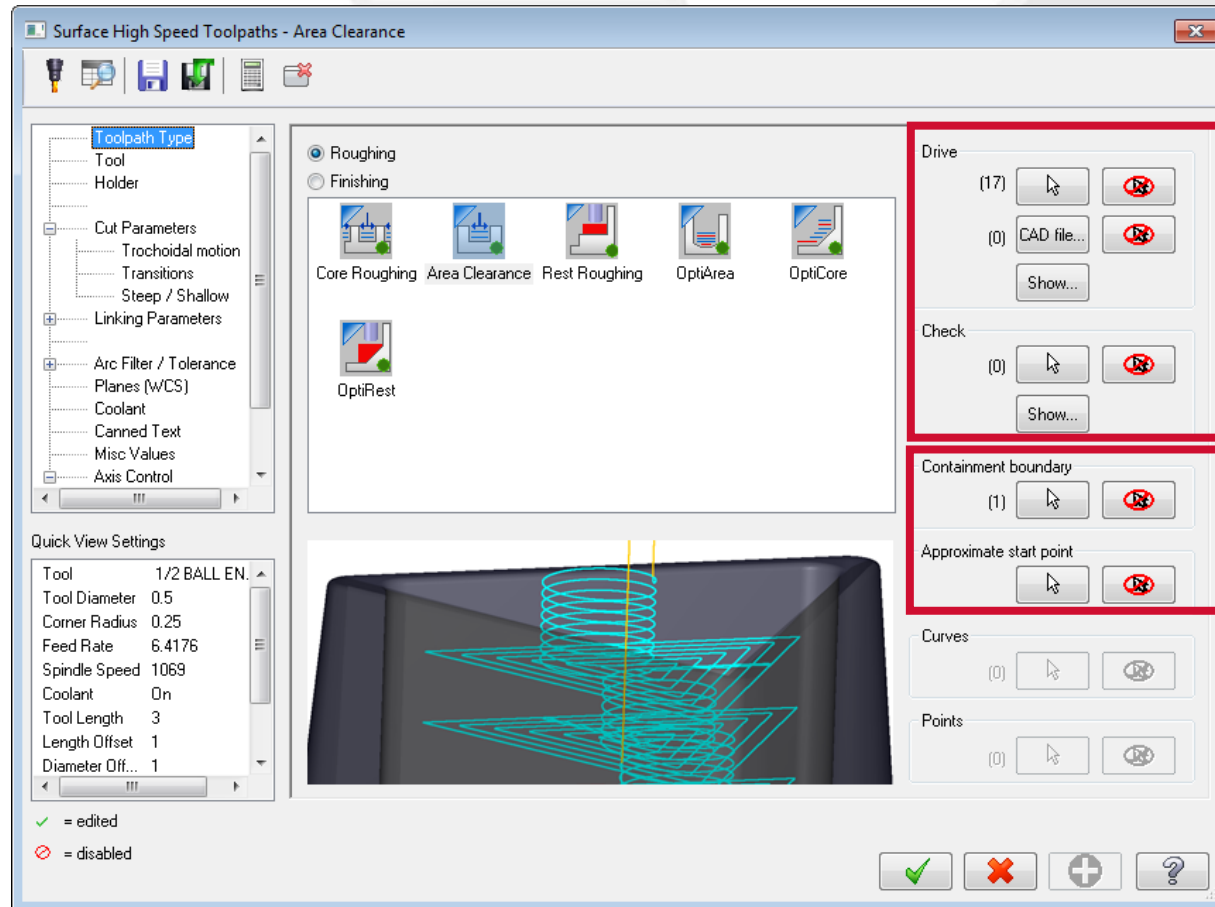 Surface High Speed Toolpaths - Area Clearance
Toolpath Type
Tool
Holder
Cut Parameters
Trochoidal motion
Transitions
Steep / Shallow
Linking Parameters
Arc Filter / Tolerance
Planes (WCS)
Coolant
Canned Text
Misc Values
Axis Control
Quick View Settings
Tool 1/2 BALL EN.
Tool Diameter 0.5
Corner Radius 0.25
Feed Rate 6.4176
Spindle Speed 1069
Coolant On
Tool Length 3
Length Offset 1
Diameter Off... 1
= edited
= disabled
Roughing
Finishing
Core Roughing Area Clearance Rest Roughing OptiArea OptiCore
OptiRest
Drive
(17)
(0) CAD file...
Show...
Check
(0)
Show...
Containment boundary
(1)
Approximate start point
Curves
(0)
Points
(0)